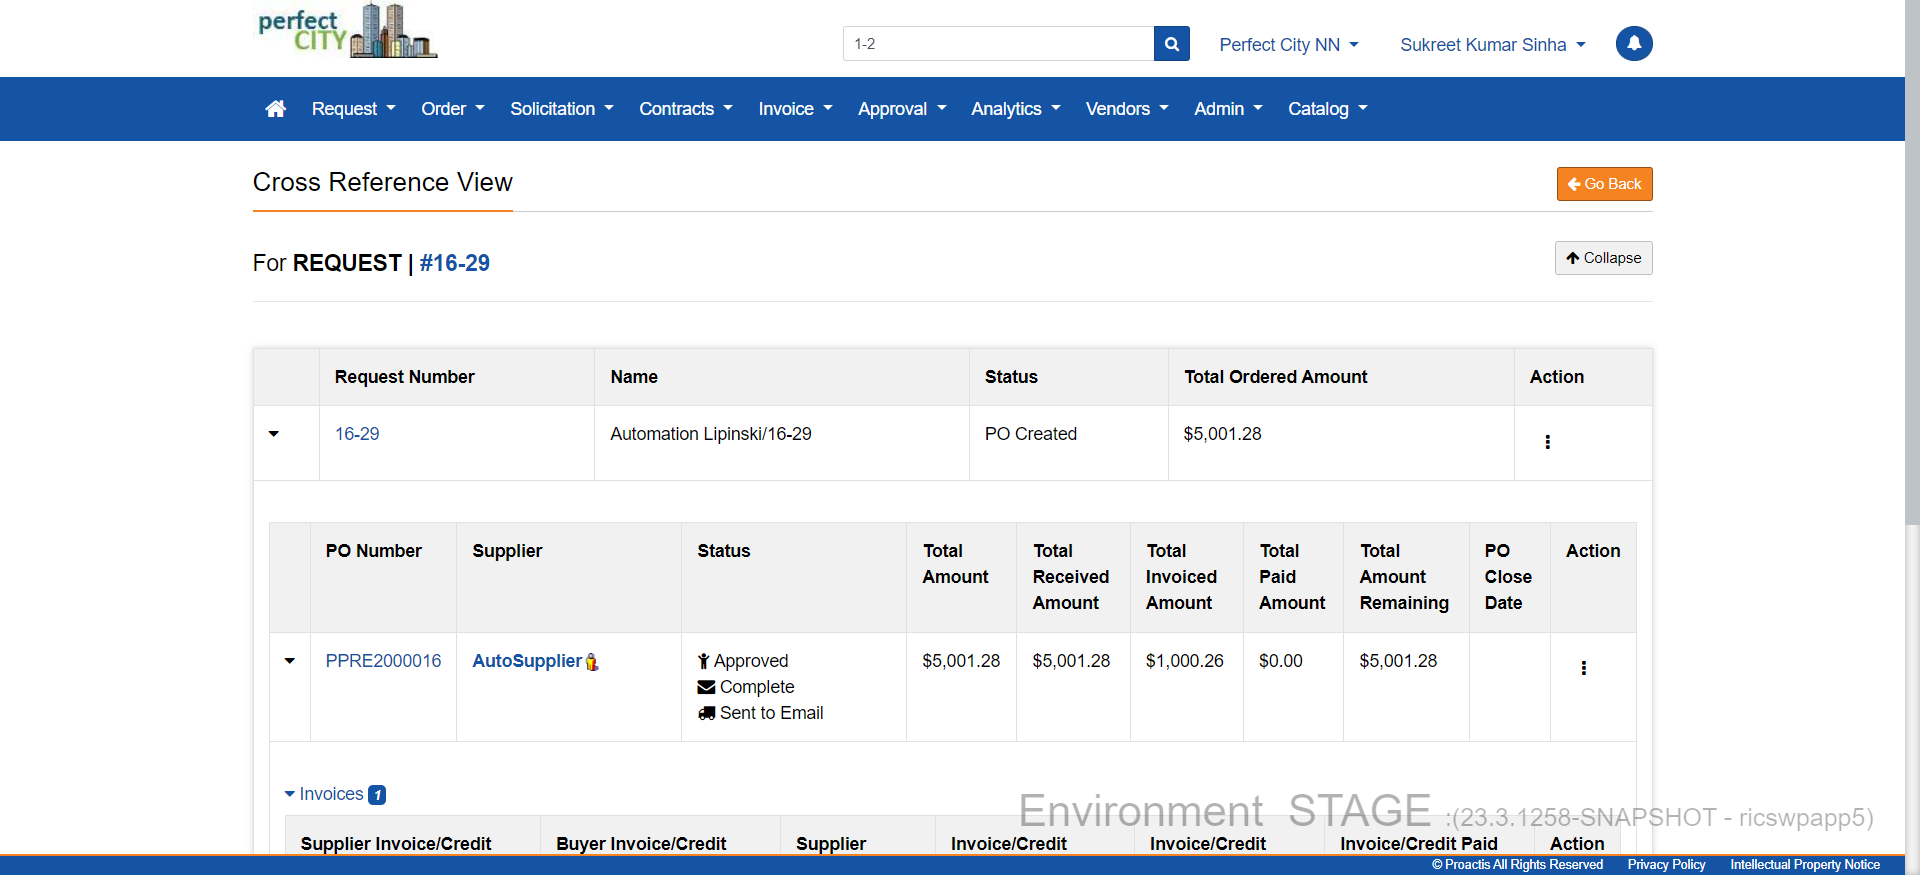 perfect
CITY
1-2
Perfect City NN
Sukreet Kumar Sinha
Request
Order
Solicitation
Contracts
Invoice
Approval
Analytics
Vendors
Admin
Catalog
Cross Reference View
Go Back
For REQUEST | #16-29
Collapse
Request Number
Name
Status
Total Ordered Amount
Action
16-29
Automation Lipinski/16-29
PO Created
$5,001.28
PO Number
Supplier
Status
Total
Amount
Total
Received
Amount
Total
Invoiced
Amount
Total
Paid
Amount
Total
Amount
Remaining
PO
Close
Date
Action
PPRE2000016
AutoSupplier
Approved
Complete
Sent to Email
$5,001.28
$5,001.28
$1,000.26
$0.00
$5,001.28
Invoices 1
Environment STAGE :(23.3.1258-SNAPSHOT - ricswpapp5)
Supplier Invoice/Credit
Buyer Invoice/Credit
Supplier
Invoice/Credit
Invoice/Credit
Invoice/Credit Paid
Action
© Proactis All Rights Reserved
Privacy Policy
Intellectual Property Notice